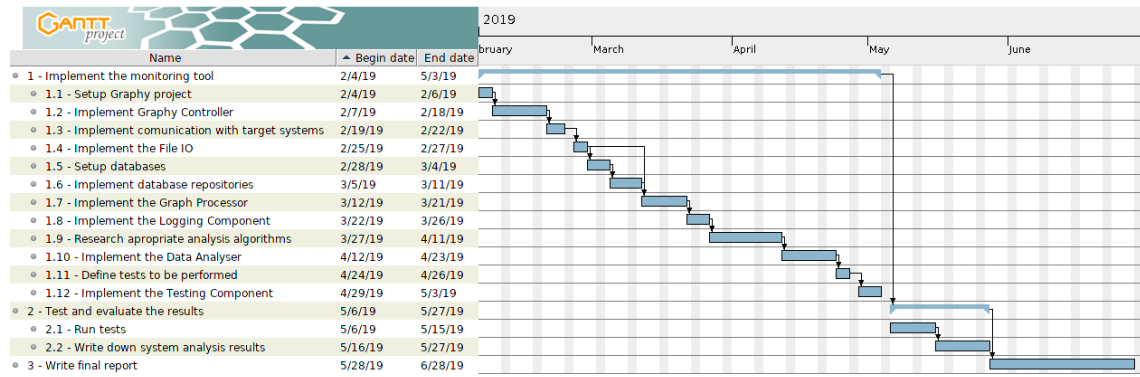 GANTT
project
2019
bruary March April May June
Name Begin date End date
1 - Implement the monitoring tool 2/4/19 5/3/19
1.1 - Setup Graphy project 2/4/19 2/6/19
1.2 - Implement Graphy Controller 2/7/19 2/18/19
1.3 - Implement comunication with target systems 2/19/19 2/22/19
1.4 - Implement the File IO 2/25/19 2/27/19
1.5 - Setup databases 2/28/19 3/4/19
1.6 - Implement database repositories 3/5/19 3/11/19
1.7 - Implement the Graph Processor 3/12/19 3/21/19
1.8 - Implement the Logging Component 3/22/19 3/26/19
1.9 - Research apropriate analysis algorithms 3/27/19 4/11/19
1.10 - Implement the Data Analyser 4/12/19 4/23/19
1.11 - Define tests to be performed 4/24/19 4/26/19
1.12 - Implement the Testing Component 4/29/19 5/3/19
2 - Test and evaluate the results 5/6/19 5/27/19
2.1 - Run tests 5/6/19 5/15/19
2.2 - Write down system analysis results 5/16/19 5/27/19
3 - Write final report 5/28/19 6/28/19